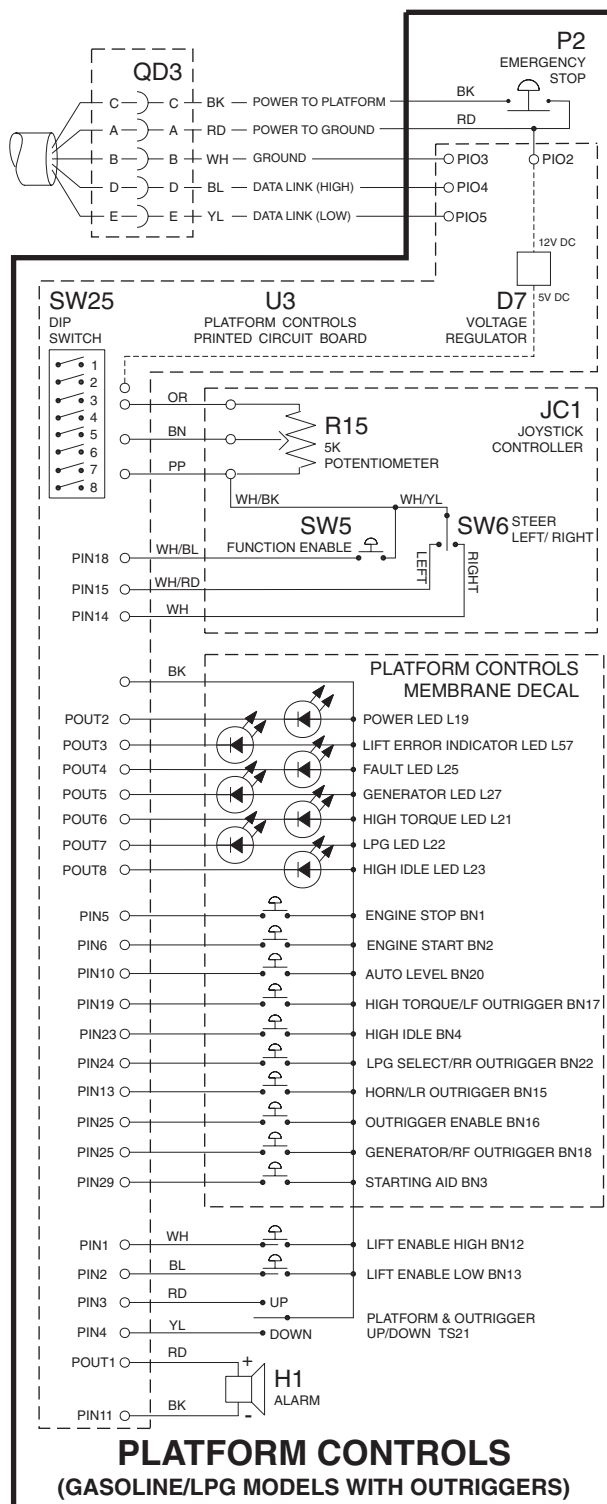 P2
EMERGENCY
STOP
QD3
C C BK POWER TO PLATFORM BK
A A RD POWER TO GROUND RD
B B WH GROUND PIO3 PIO2
D D BL DATA LINK (HIGH) PIO4
E E YL DATA LINK (LOW) PIO5
12V DC
5V DC
SW25
DIP
SWITCH
U3
PLATFORM CONTROLS
PRINTED CIRCUIT BOARD
D7
VOLTAGE
REGULATOR
1
2
3
4
5
6
7
8
OR
BN
PP
R15
5K
POTENTIOMETER
JC1
JOYSTICK
CONTROLLER
WH/BK
WH/YL
SW5
FUNCTION ENABLE
SW6
STEER
LEFT/ RIGHT
LEFT
RIGHT
PIN18 WH/BL
PIN15 WH/RD
PIN14 WH
BK
PLATFORM CONTROLS
MEMBRANE DECAL
POUT2 POWER LED L19
POUT3 LIFT ERROR INDICATOR LED L57
POUT4 FAULT LED L25
POUT5 GENERATOR LED L27
POUT6 HIGH TORQUE LED L21
POUT7 LPG LED L22
POUT8 HIGH IDLE LED L23
PIN5 ENGINE STOP BN1
PIN6 ENGINE START BN2
PIN10 AUTO LEVEL BN20
PIN19 HIGH TORQUE/LF OUTRIGGER BN17
PIN23 HIGH IDLE BN4
PIN24 LPG SELECT/RR OUTRIGGER BN22
PIN13 HORN/LR OUTRIGGER BN15
PIN25 OUTRIGGER ENABLE BN16
PIN25 GENERATOR/RF OUTRIGGER BN18
PIN29 STARTING AID BN3
PIN1 WH LIFT ENABLE HIGH BN12
PIN2 BL LIFT ENABLE LOW BN13
PIN3 RD UP
PLATFORM & OUTRIGGER
UP/DOWN TS21
PIN4 YL DOWN
POUT1 RD +
H1
ALARM
PIN11 BK -
PLATFORM CONTROLS
(GASOLINE/LPG MODELS WITH OUTRIGGERS)